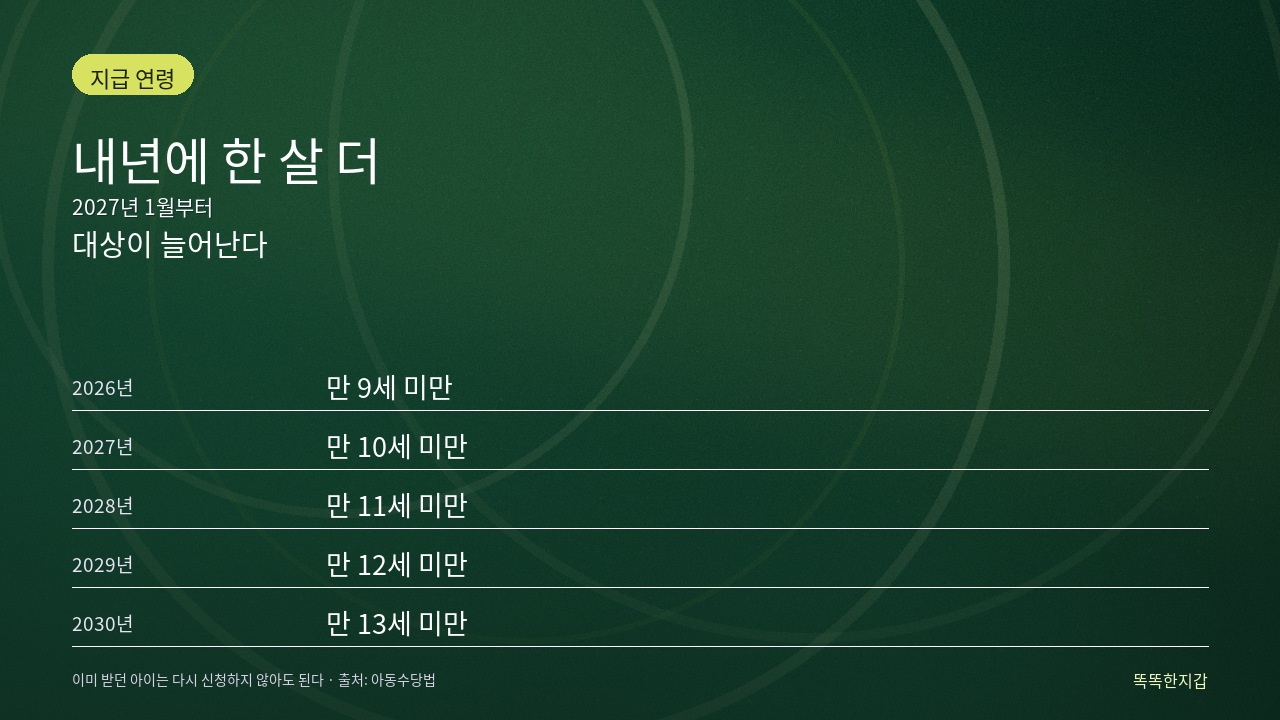 지급 연령
내년에 한 살 더
2027년 1월부터
대상이 늘어난다
2026년 만 9세 미만
2027년 만 10세 미만
2028년 만 11세 미만
2029년 만 12세 미만
2030년 만 13세 미만
이미 받던 아이는 다시 신청하지 않아도 된다 · 출처: 아동수당법
똑똑한지갑